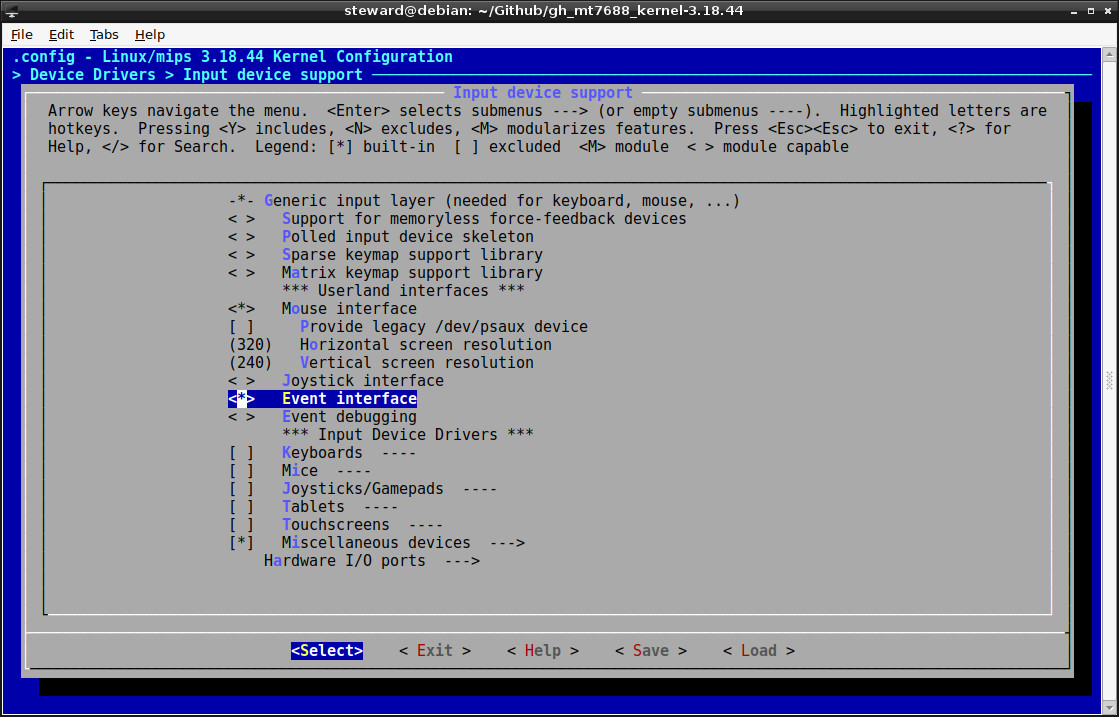 steward@debian: ~/Github/gh_mt7688_kernel-3.18.44
File Edit Tabs Help
.config - Linux/mips 3.18.44 Kernel Configuration
> Device Drivers > Input device support
Input device support
Arrow keys navigate the menu.  <Enter> selects submenus ---> (or empty submenus ----).  Highlighted letters are
hotkeys.  Pressing <Y> includes, <N> excludes, <M> modularizes features.  Press <Esc><Esc> to exit, <?> for
Help, </> for Search.  Legend: [*] built-in  [ ] excluded  <M> module  < > module capable
-*- Generic input layer (needed for keyboard, mouse, ...)
< >   Support for memoryless force-feedback devices
< >   Polled input device skeleton
< >   Sparse keymap support library
< >   Matrix keymap support library
*** Userland interfaces ***
<*>   Mouse interface
[ ]     Provide legacy /dev/psaux device
(320)   Horizontal screen resolution
(240)   Vertical screen resolution
< >   Joystick interface
<*>   Event interface
< >   Event debugging
*** Input Device Drivers ***
[ ]   Keyboards  ----
[ ]   Mice  ----
[ ]   Joysticks/Gamepads  ----
[ ]   Tablets  ----
[ ]   Touchscreens  ----
[*]   Miscellaneous devices  --->
Hardware I/O ports  --->
<Select>    < Exit >    < Help >    < Save >    < Load >